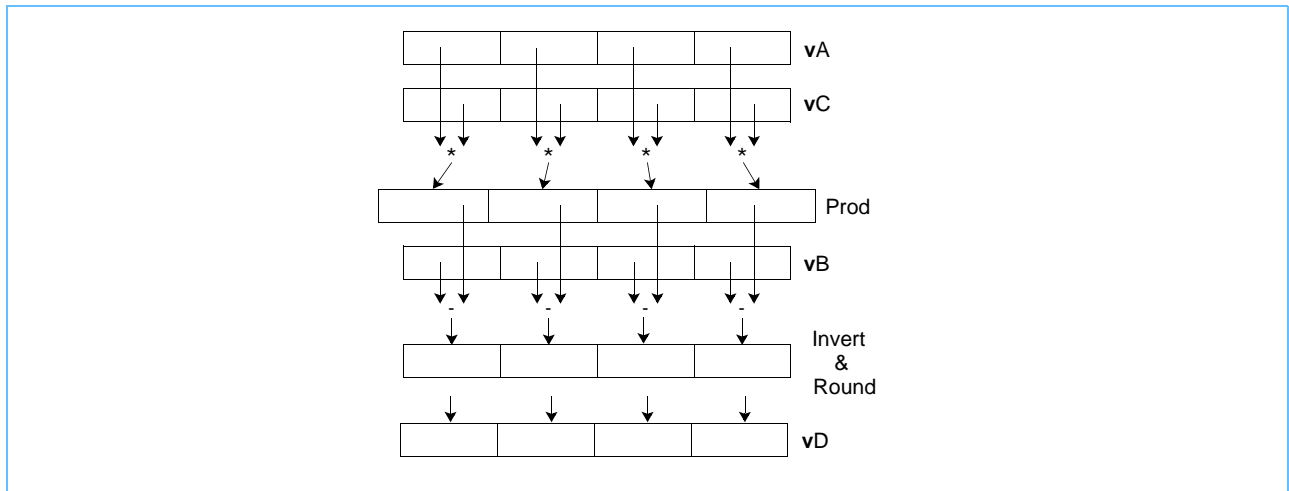 vA
vC
* * * *
Prod
vB
- - - -
Invert
&
Round
vD